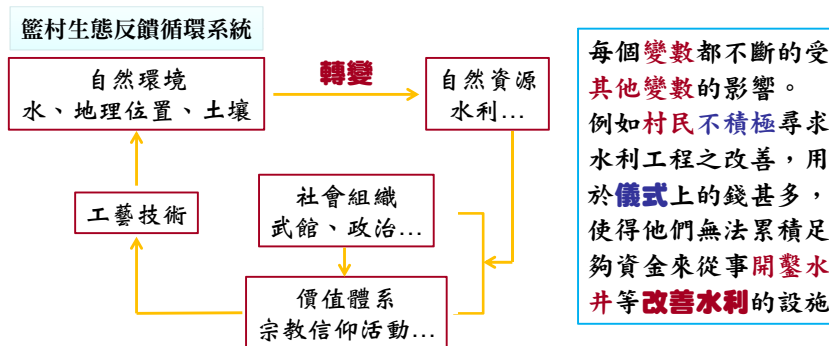 籃村生態反饋循環系統
自然環境
水、地理位置、土壤
轉變
自然資源
水利…
工藝技術
社會組織
武館、政治…
價值體系
宗教信仰活動…
每個變數都不斷的受
其他變數的影響。
例如村民不積極尋求
水利工程之改善，用
於儀式上的錢甚多，
使得他們無法累積足
夠資金來從事開鑿水
井等改善水利的設施